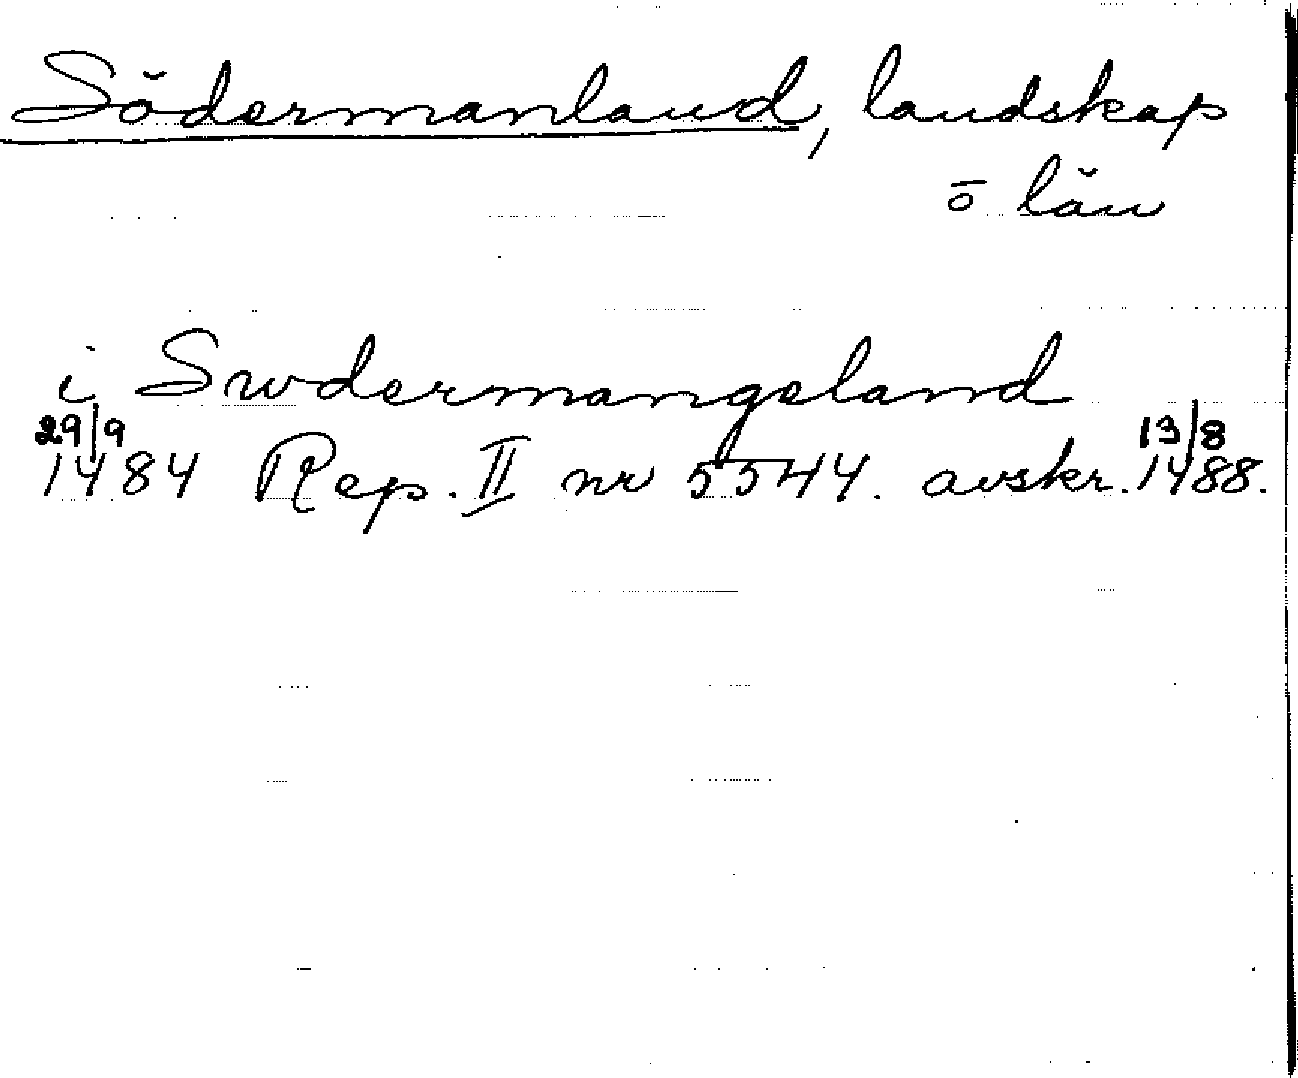 Södermanland, landskap
o län
i Swdermangeland
29/9 13/8
1484 Rep. II nr 5544. avskr. 1488.